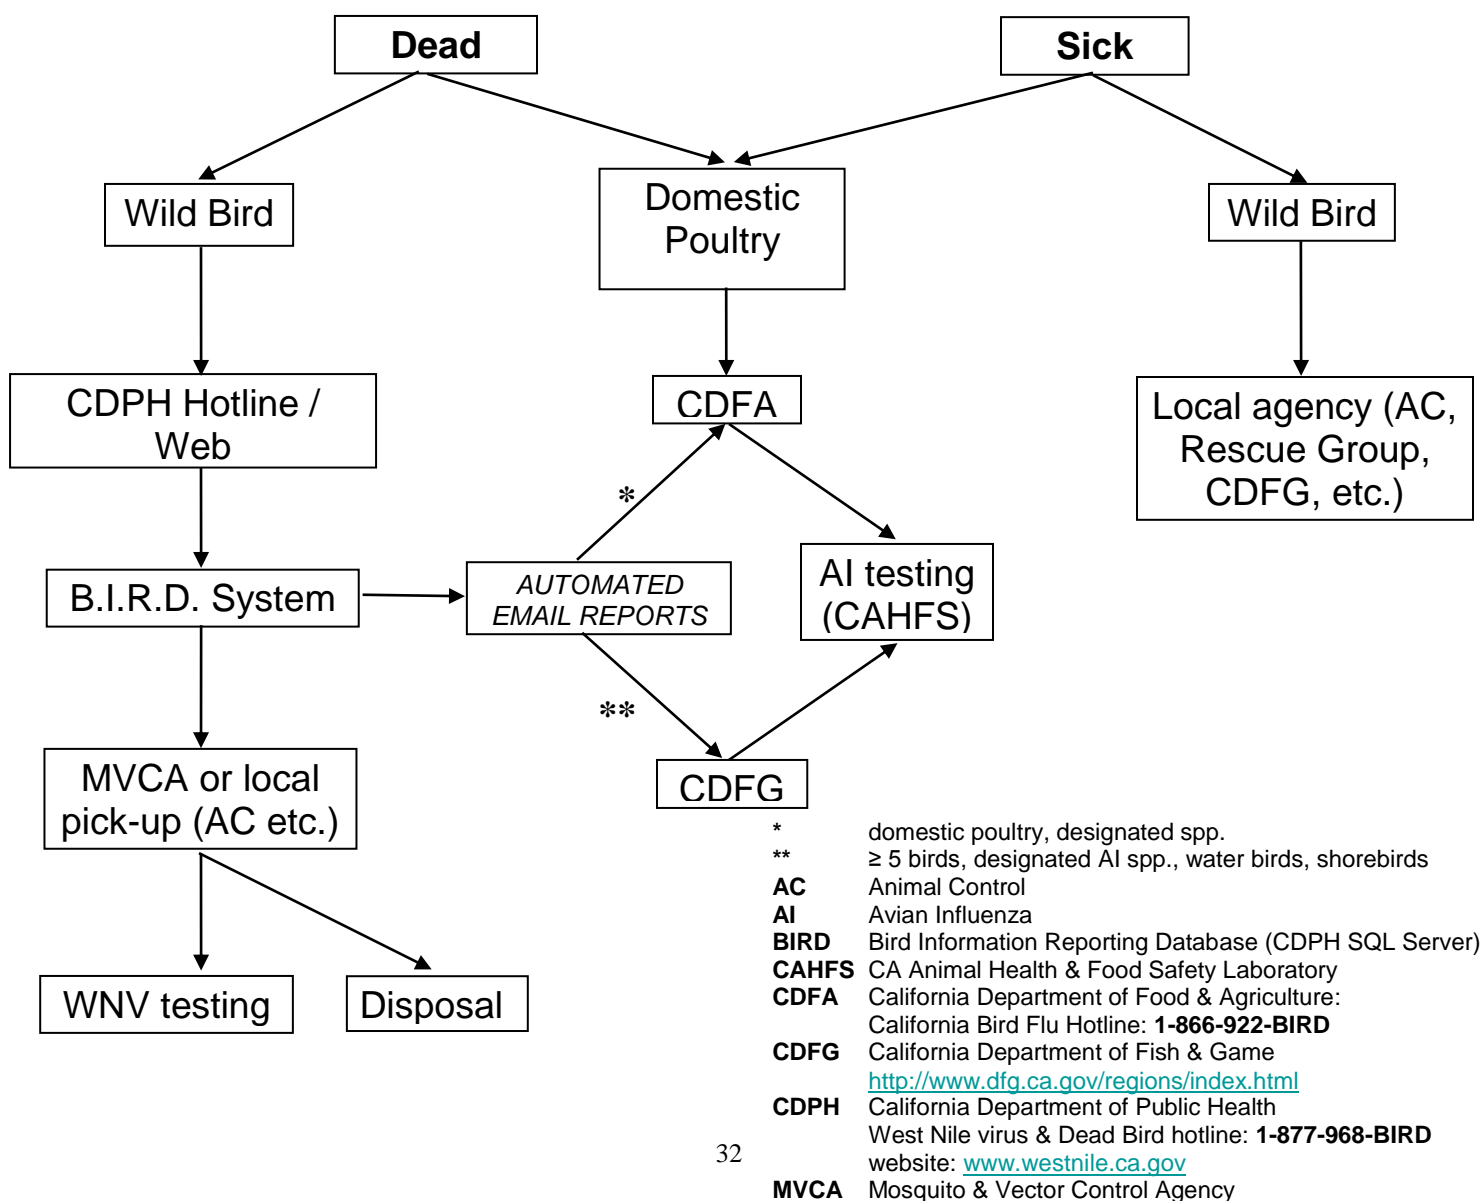 Dead
Sick
Wild Bird
Domestic
Poultry
Wild Bird
CDPH Hotline /
Web
CDFA
Local agency (AC,
Rescue Group,
CDFG, etc.)
*
B.I.R.D. System
AUTOMATED
EMAIL REPORTS
AI testing
(CAHFS)
**
MVCA or local
pick-up (AC etc.)
CDFG
WNV testing
Disposal
* domestic poultry, designated spp.
** ≥ 5 birds, designated AI spp., water birds, shorebirds
AC Animal Control
AI Avian Influenza
BIRD Bird Information Reporting Database (CDPH SQL Server)
CAHFS CA Animal Health & Food Safety Laboratory
CDFA California Department of Food & Agriculture:
California Bird Flu Hotline: 1-866-922-BIRD
CDFG California Department of Fish & Game
http://www.dfg.ca.gov/regions/index.html
CDPH California Department of Public Health
West Nile virus & Dead Bird hotline: 1-877-968-BIRD
website: www.westnile.ca.gov
MVCA Mosquito & Vector Control Agency
32